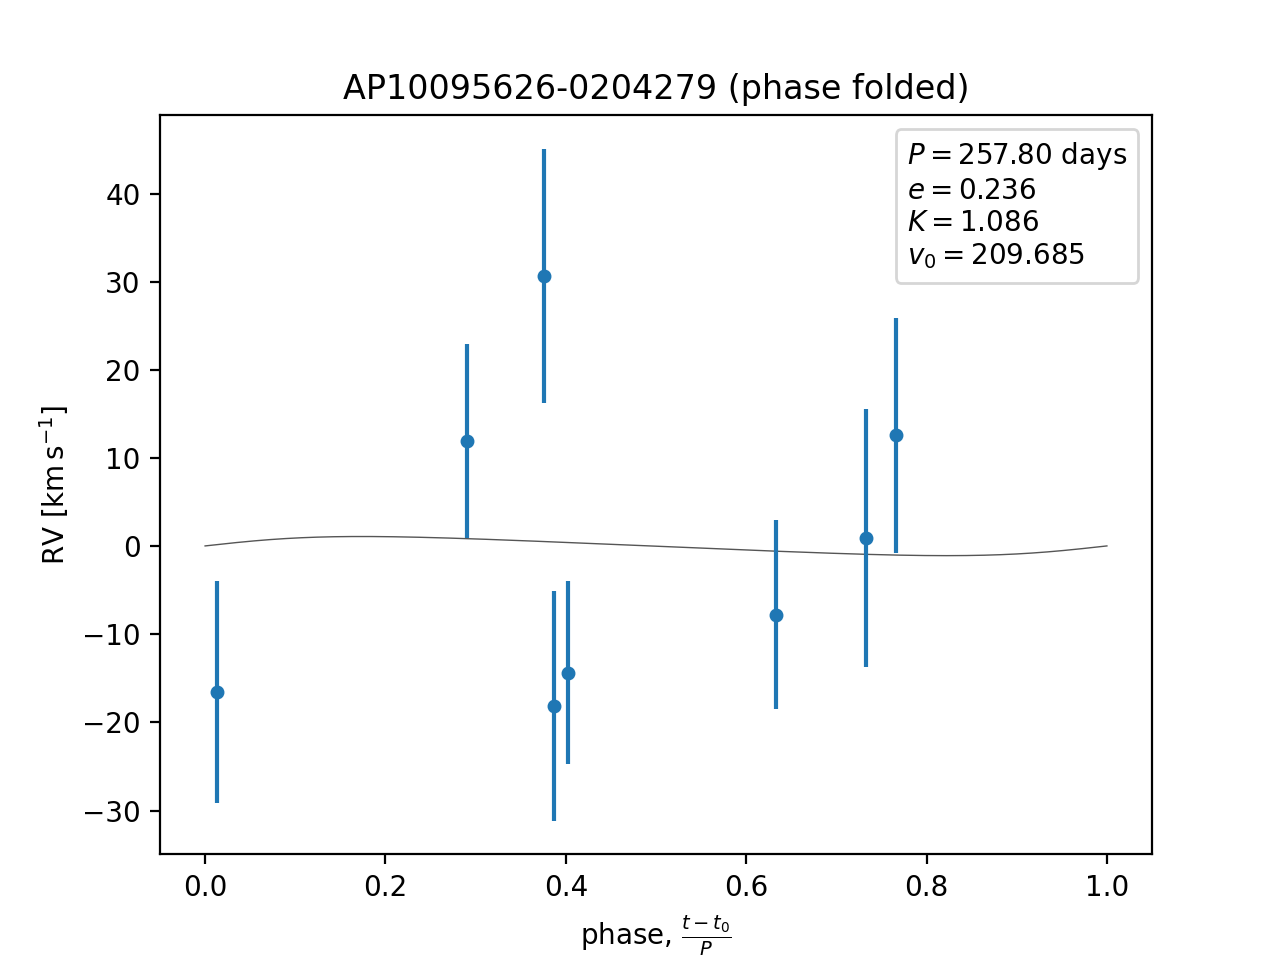 AP10095626-0204279 (phase folded)
P = 257.80 days
e = 0.236
K = 1.086
v₀ = 209.685
RV [km s⁻¹]
40
30
20
10
0
−10
−20
−30
0.0 0.2 0.4 0.6 0.8 1.0
phase, (t − t₀)/P